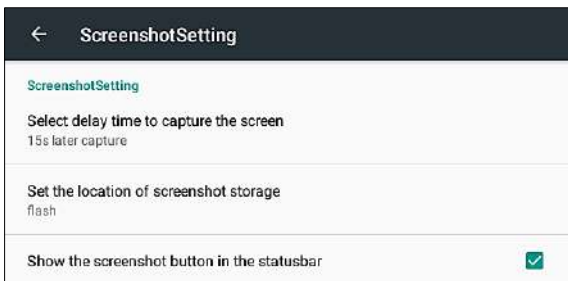 ScreenshotSetting
ScreenshotSetting
Select delay time to capture the screen
15s later capture
Set the location of screenshot storage
flash
Show the screenshot button in the statusbar